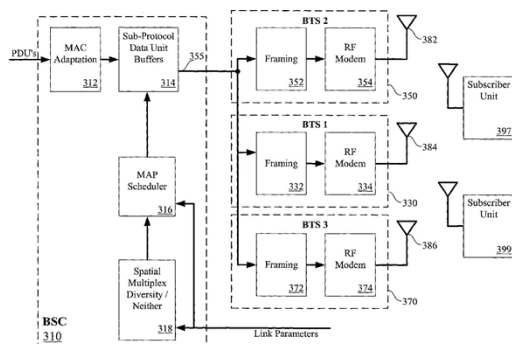 PDU's
MAC
Adaptation
312
Sub-Protocol
Data Unit
Buffers
314
355
MAP
Scheduler
316
Spatial
Multiplex
Diversity /
Neither
318
BSC
310
Link Parameters
BTS 2
Framing
352
RF
Modem
354
350
382
BTS 1
Framing
332
RF
Modem
334
330
384
BTS 3
Framing
372
RF
Modem
374
370
386
Subscriber
Unit
397
Subscriber
Unit
399